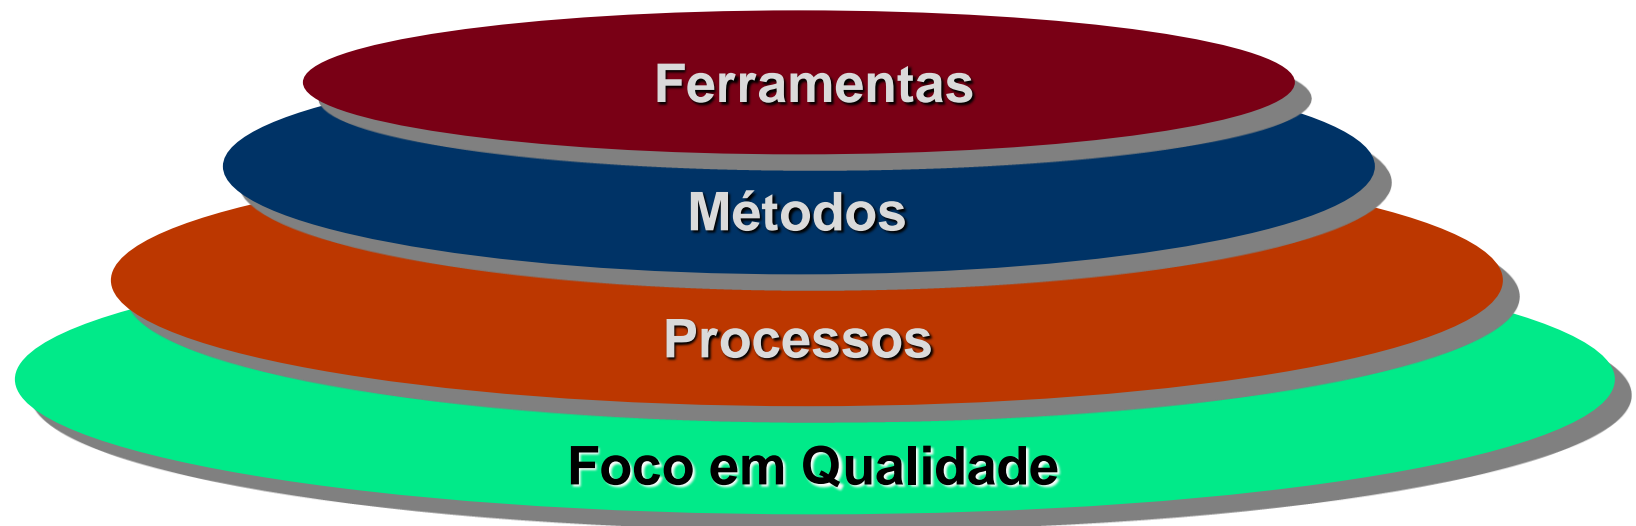 Ferramentas
Métodos
Processos
Foco em Qualidade